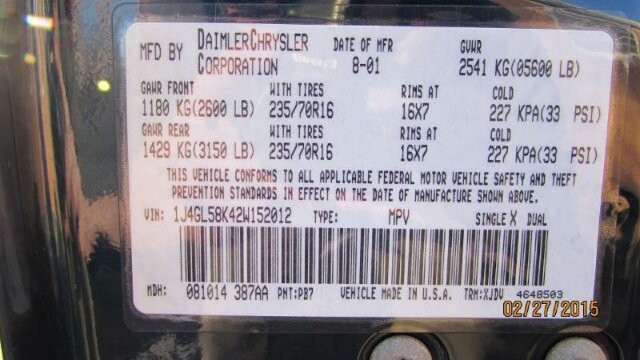 MFD BY DAIMLERCHRYSLER CORPORATION DATE OF MFR 8-01 GVWR 2541 KG(05600 LB)
GAWR FRONT WITH TIRES RIMS AT COLD
1180 KG(2600 LB) 235/70R16 16X7 227 KPA(33 PSI)
GAWR REAR WITH TIRES RIMS AT COLD
1429 KG(3150 LB) 235/70R16 16X7 227 KPA(33 PSI)
THIS VEHICLE CONFORMS TO ALL APPLICABLE FEDERAL MOTOR VEHICLE SAFETY AND THEFT
PREVENTION STANDARDS IN EFFECT ON THE DATE OF MANUFACTURE SHOWN ABOVE.
VIN: 1J4GL58K42W152012 TYPE: MPV SINGLE X DUAL
MDH: 081014 387AA PNT:PB7 VEHICLE MADE IN U.S.A. TRM:XJDV 4648503
02/27/2015